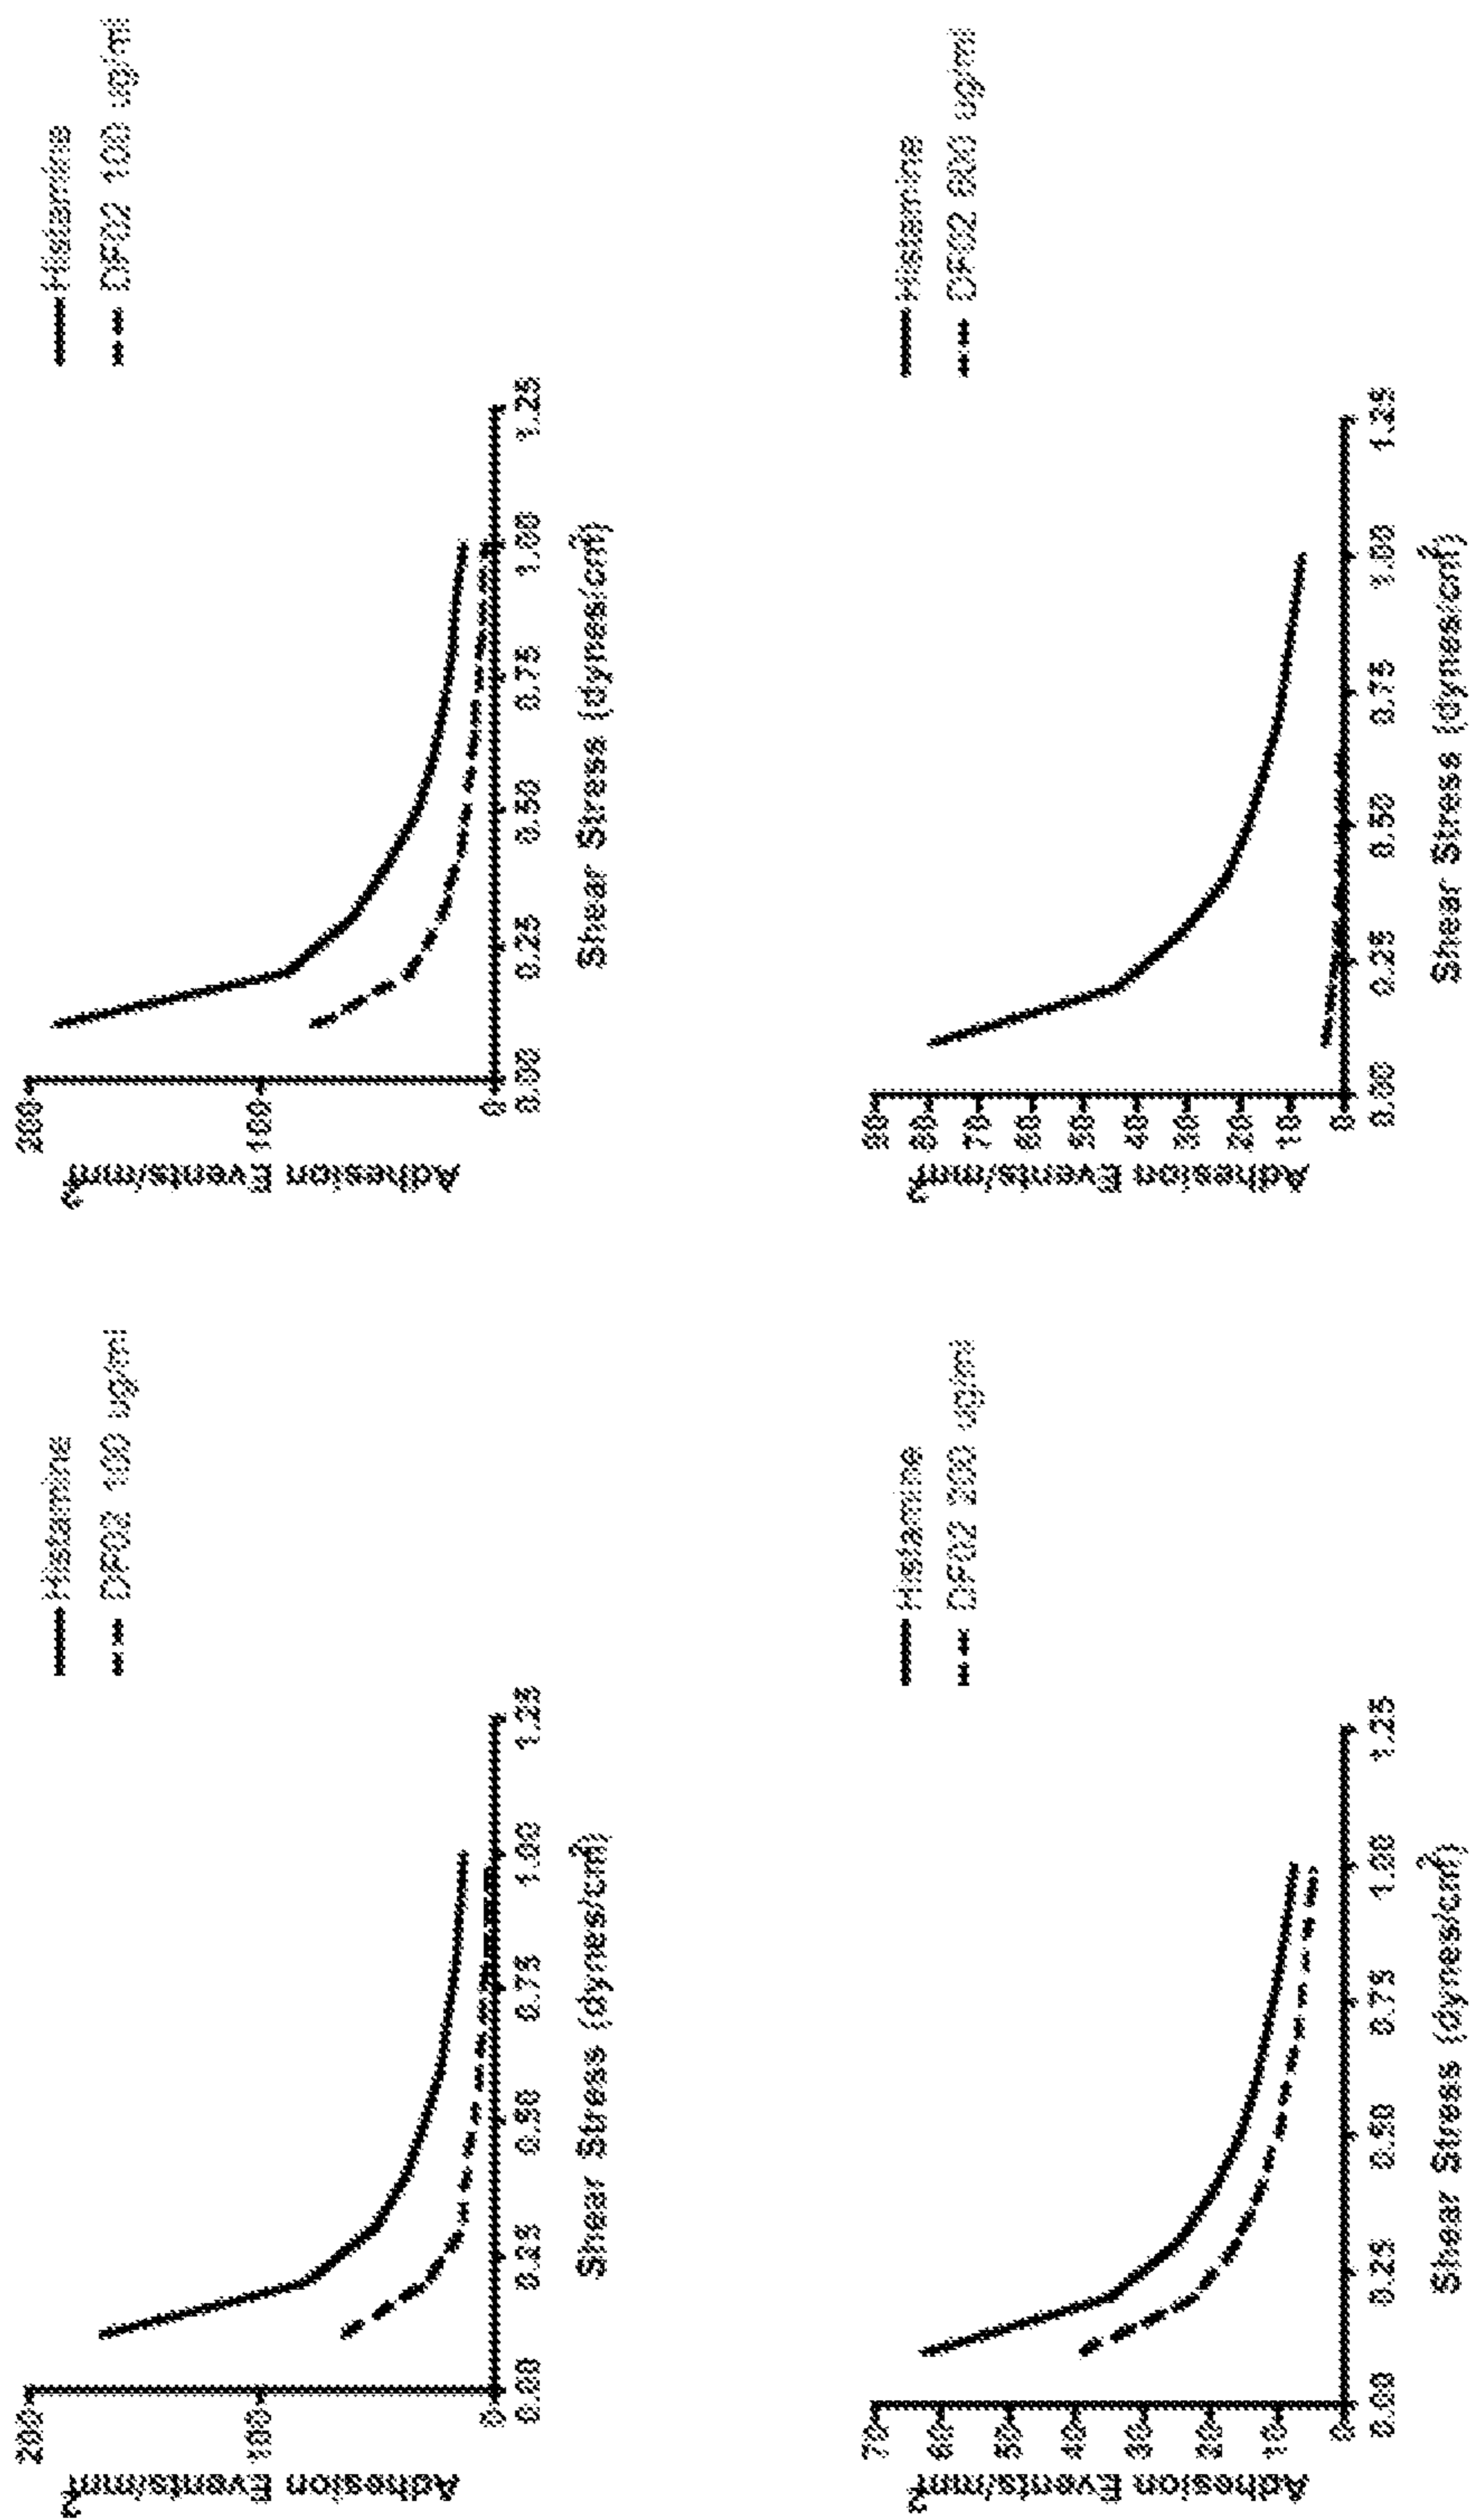 Histamine
DF02 100 ug/ml
Adhesion Events/mm²
200
100
0
0.00 0.25 0.50 0.75 1.00 1.25
Shear Stress (dynes/cm²)
Histamine
DF02 100 ug/ml
Adhesion Events/mm²
200
100
0
0.00 0.25 0.50 0.75 1.00 1.25
Shear Stress (dynes/cm²)
Histamine
DF02 200 ug/ml
Adhesion Events/mm²
70
60
50
40
30
20
10
0
0.00 0.25 0.50 0.75 1.00 1.25
Shear Stress (dynes/cm²)
Histamine
DF02 ug/ml
Adhesion Events/mm²
90
80
70
60
50
40
30
20
10
0
0.00 0.25 0.50 0.75 1.00 1.25
Shear Stress (dynes/cm²)